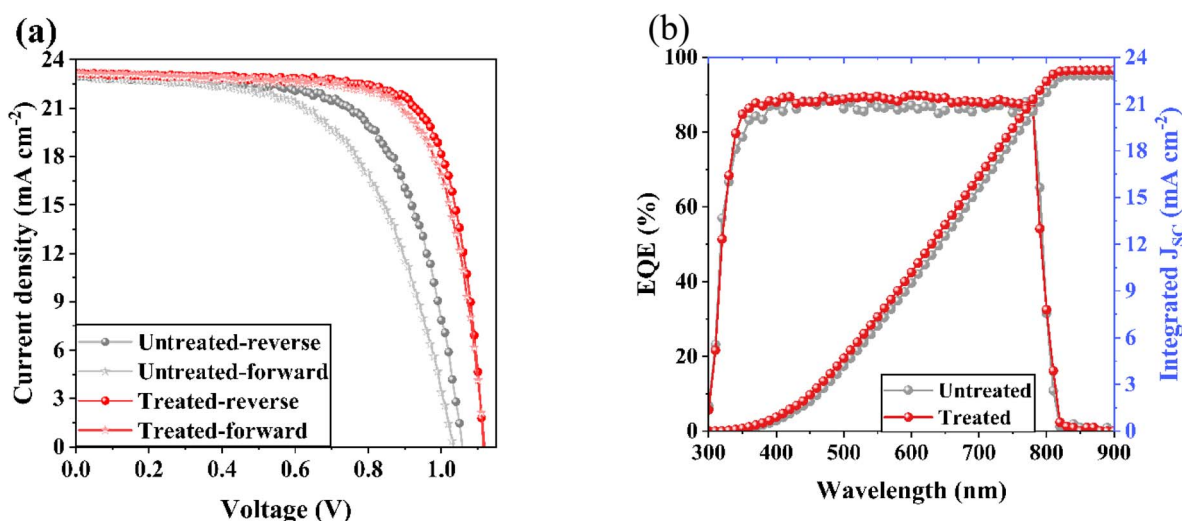 (a)
Current density (mA cm⁻²)
24
21
18
15
12
9
6
3
0
Untreated-reverse
Untreated-forward
Treated-reverse
Treated-forward
0.0 0.2 0.4 0.6 0.8 1.0
Voltage (V)
(b)
EQE (%)
100
80
60
40
20
0
Untreated
Treated
24
21
18
15
12
9
6
3
0
Integrated J_SC (mA cm⁻²)
300 400 500 600 700 800 900
Wavelength (nm)